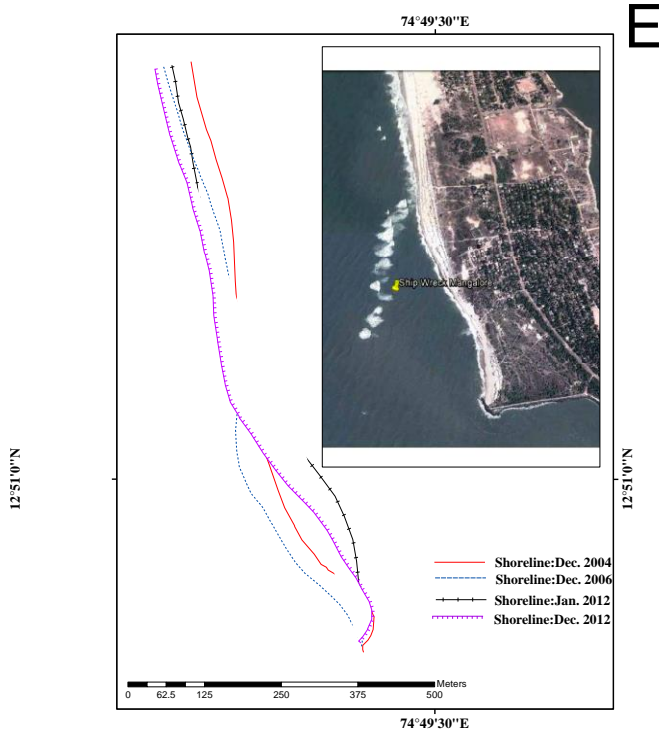 74°49'30"E
E
Ship Wreck Mangalore
12°51'0"N
12°51'0"N
Shoreline:Dec. 2004
Shoreline:Dec. 2006
Shoreline:Jan. 2012
Shoreline:Dec. 2012
Meters
0 62.5 125 250 375 500
74°49'30"E